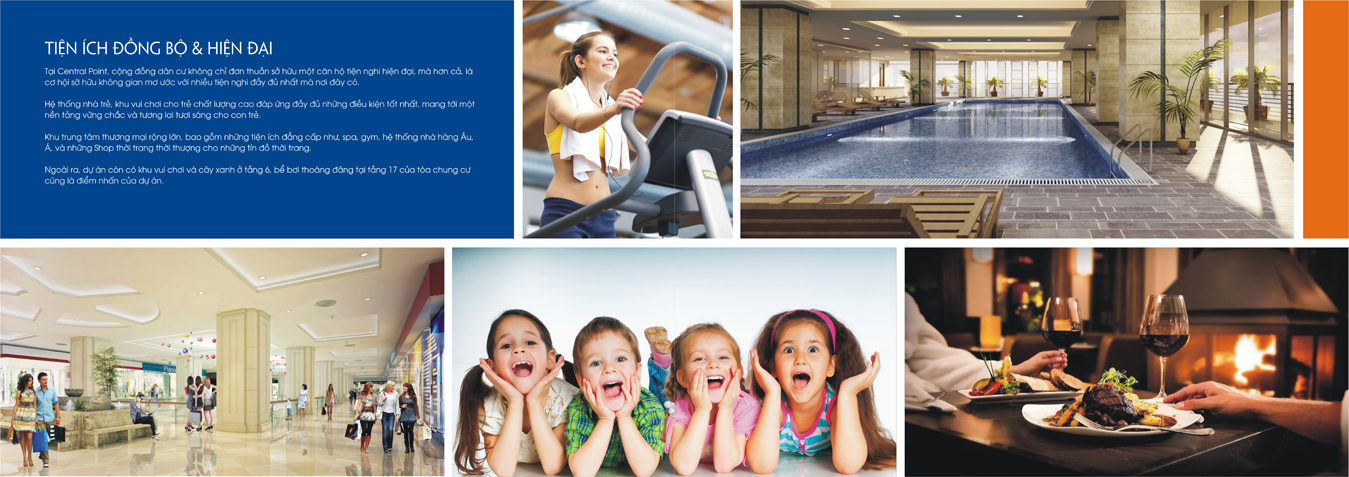 TIỆN ÍCH ĐỒNG BỘ & HIỆN ĐẠI
Tại Central Point, cộng đồng dân cư không chỉ đơn thuần sở hữu một căn hộ tiện nghi hiện đại, mà hơn cả, là
cơ hội sở hữu không gian mơ ước với nhiều tiện nghi đầy đủ nhất mà nơi đây có.
Hệ thống nhà trẻ, khu vui chơi cho trẻ chất lượng cao đáp ứng đầy đủ những điều kiện tốt nhất, mang tới một
nền tảng vững chắc và tương lai tươi sáng cho con trẻ.
Khu trung tâm thương mại rộng lớn, bao gồm những tiện ích đẳng cấp như, spa, gym, hệ thống nhà hàng Âu,
Á, và những Shop thời trang thời thượng cho những tín đồ thời trang.
Ngoài ra, dự án còn có khu vui chơi và cây xanh ở tầng 6, bể bơi thoáng đãng tại tầng 17 của tòa chung cư
cũng là điểm nhấn của dự án.